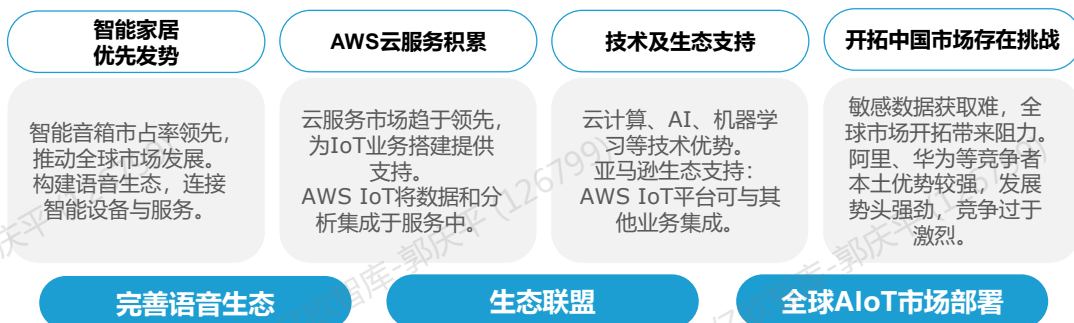 智能家居
优先发势
AWS云服务积累
技术及生态支持
开拓中国市场存在挑战
智能音箱市占率领先，
推动全球市场发展。
构建语音生态，连接
智能设备与服务。
云服务市场趋于领先，
为IoT业务搭建提供
支持。
AWS IoT将数据和分
析集成于服务中。
云计算、AI、机器学
习等技术优势。
亚马逊生态支持：
AWS IoT平台可与其
他业务集成。
敏感数据获取难，全
球市场开拓带来阻力。
阿里、华为等竞争者
本土优势较强，发展
势头强劲，竞争过于
激烈。
完善语音生态
生态联盟
全球AIoT市场部署